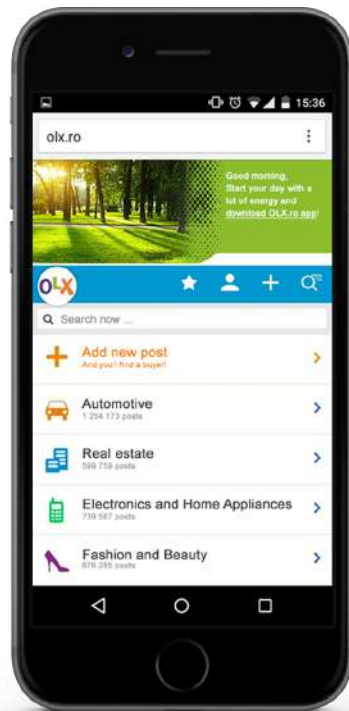 15:36
olx.ro
Good morning,
Start your day with a
lot of energy and
download OLX.ro app!
OLX
Search now ...
Add new post
And you'll find a buyer!
Automotive
1 254 173 posts
Real estate
599 759 posts
Electronics and Home Appliances
739 587 posts
Fashion and Beauty
676 285 posts